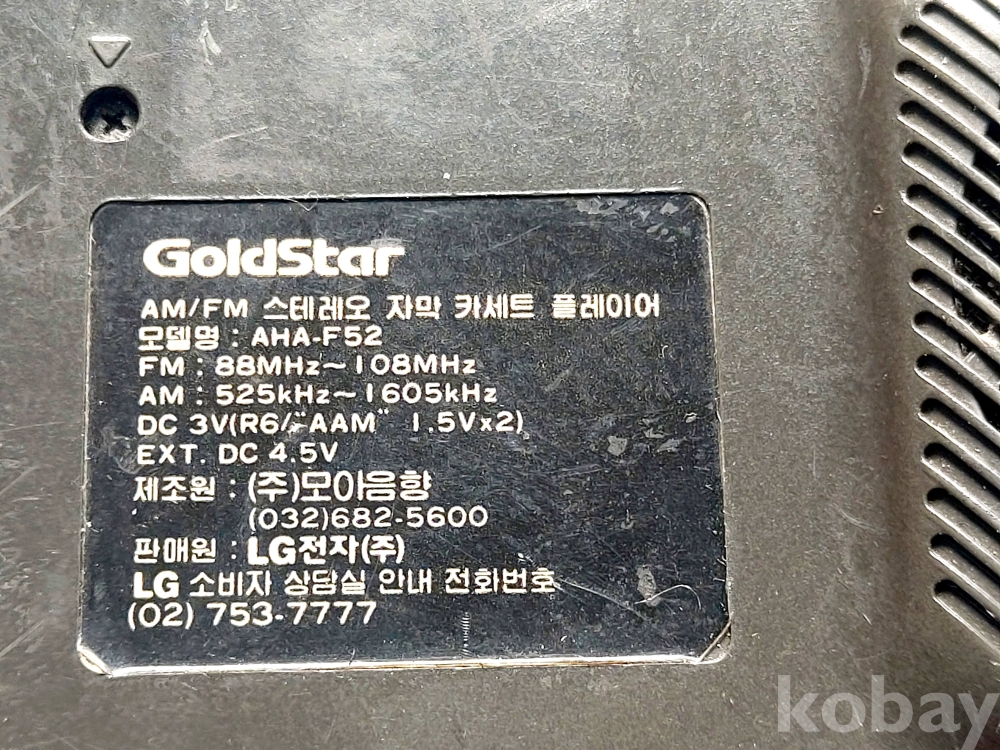 GoldStar
AM/FM 스테레오 자막 카세트 플레이어
모델명 : AHA-F52
FM : 88MHz~108MHz
AM : 525kHz~1605kHz
DC 3V(R6/"AAM" 1.5Vx2)
EXT. DC 4.5V
제조원 : (주)모아음향
(032)682-5600
판매원 : LG전자(주)
LG 소비자 상담실 안내 전화번호
(02) 753-7777
kobay